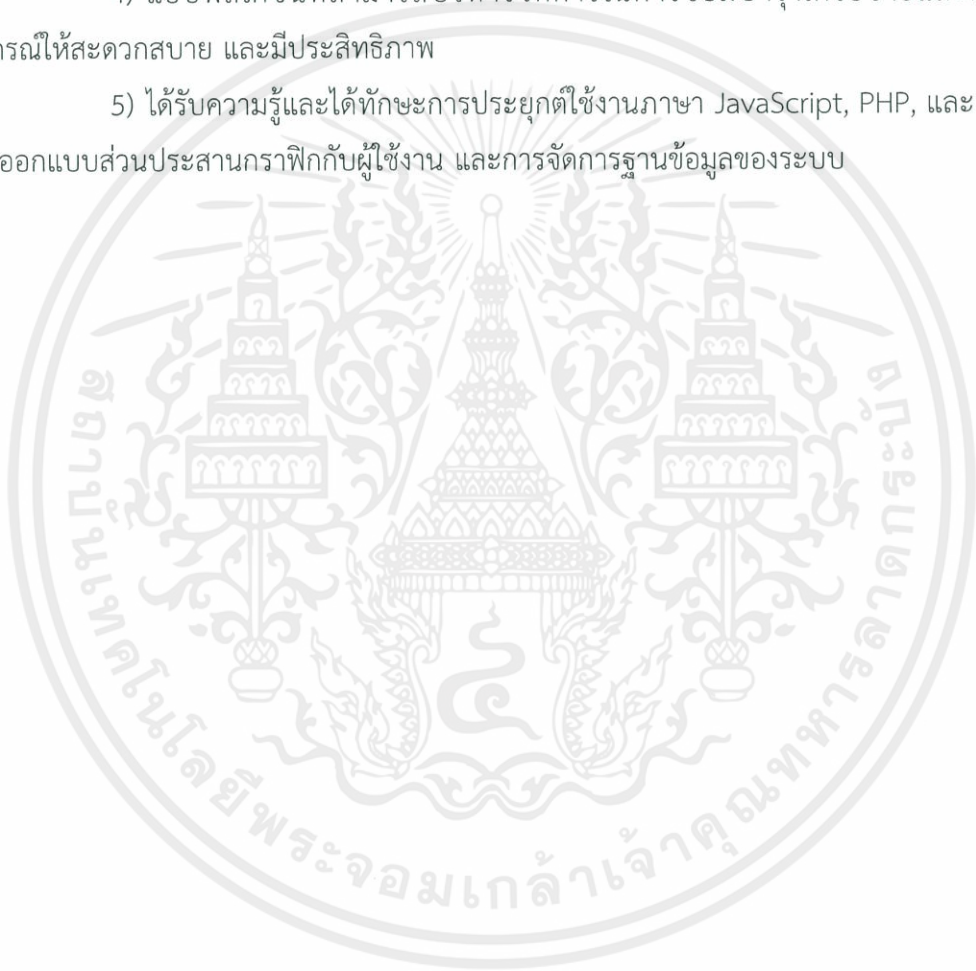 รณ์ให้สะดวกสบาย และมีประสิทธิภาพ
5) ได้รับความรู้และได้ทักษะการประยุกต์ใช้งานภาษา JavaScript, PHP, และ
ออกแบบส่วนประสานกราฟิกกับผู้ใช้งาน และการจัดการฐานข้อมูลของระบบ
สถาบันเทคโนโลยีพระจอมเกล้าเจ้าคุณทหารลาดกระบัง